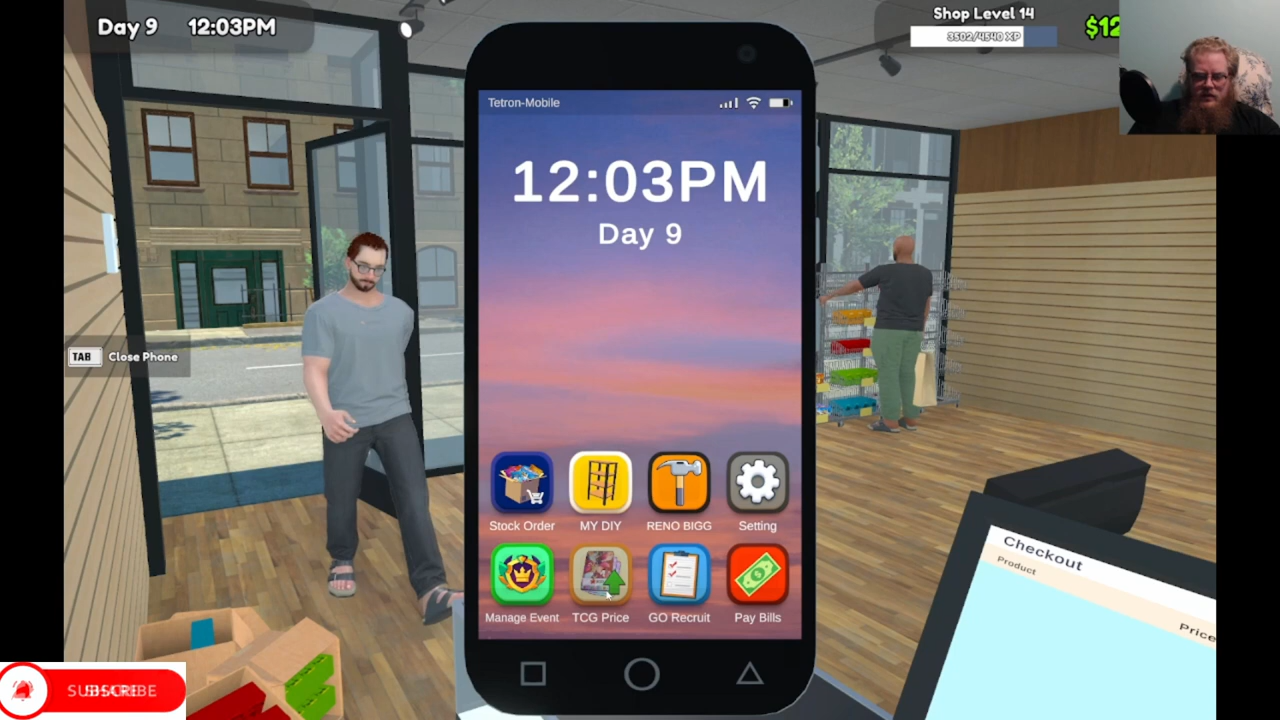 Day 9 12:03PM
Shop Level 14
3502/4540 XP
$12
Tetron-Mobile
12:03PM
Day 9
TAB Close Phone
Stock Order MY DIY RENO BIGG Setting
Manage Event TCG Price GO Recruit Pay Bills
Checkout
Product
Price